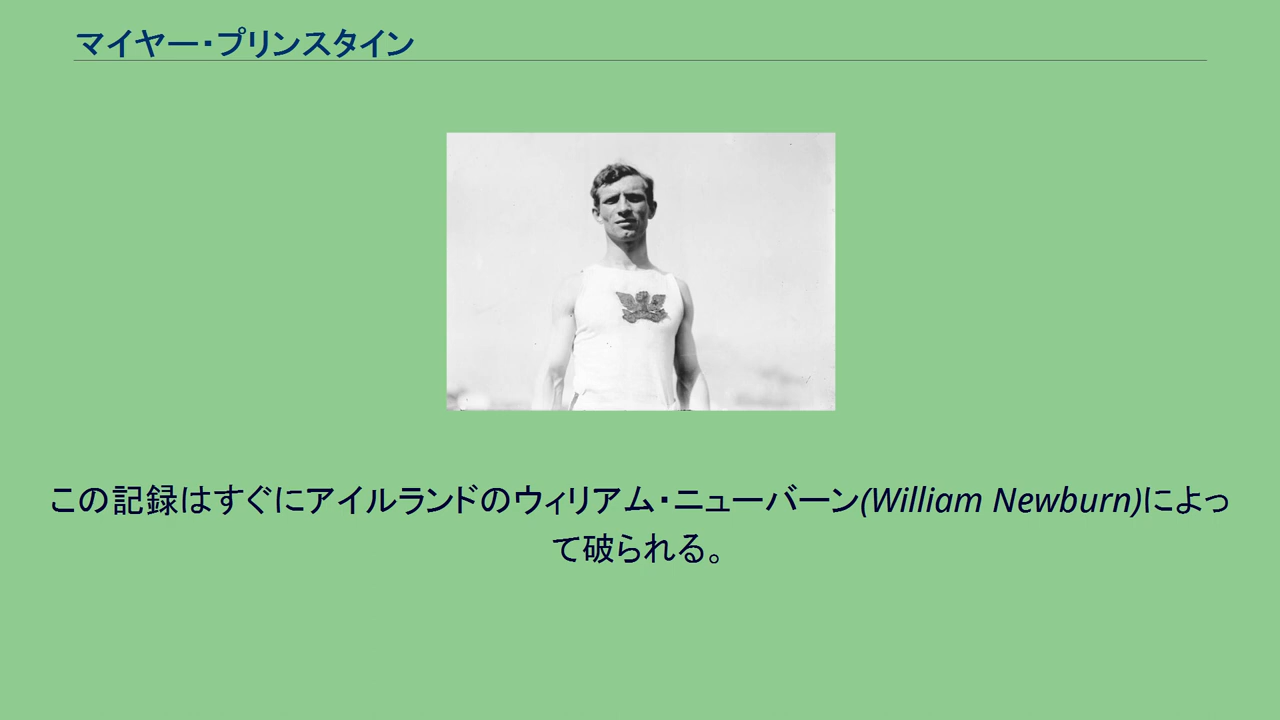 マイヤー・プリンスタイン
この記録はすぐにアイルランドのウィリアム・ニューバーン(William Newburn)によっ
て破られる。